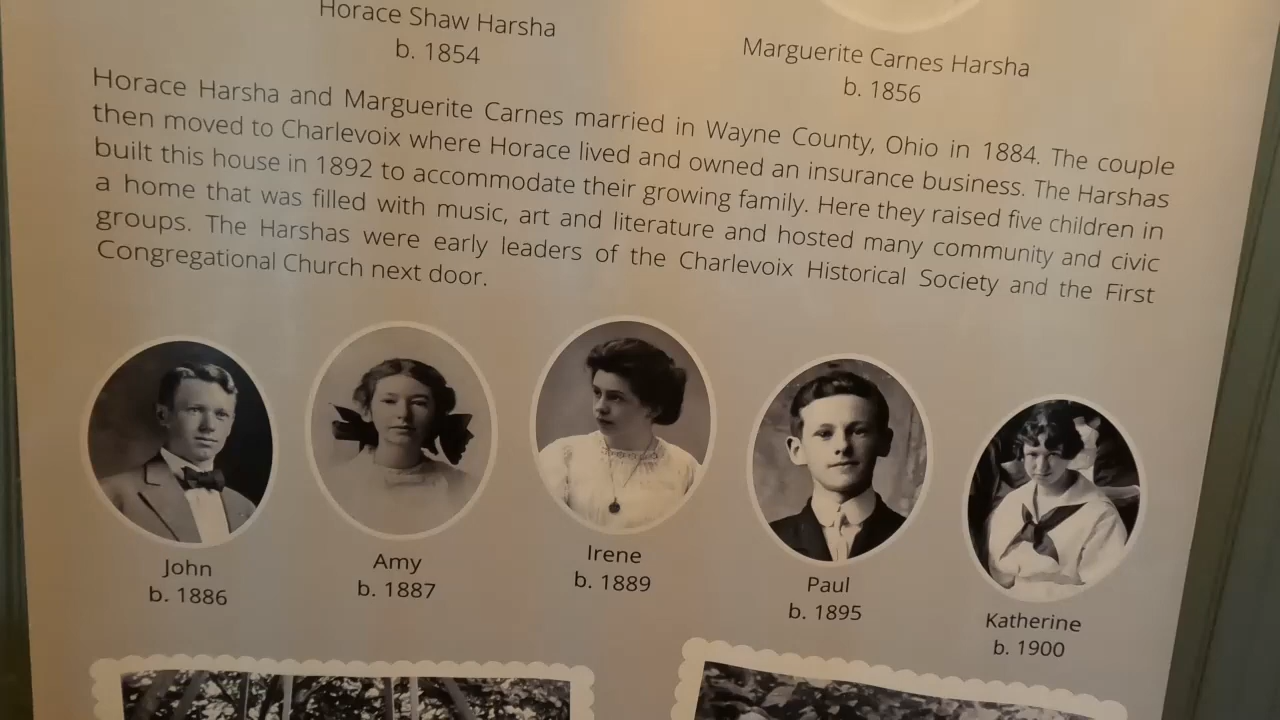 Horace Shaw Harsha
b. 1854
Marguerite Carnes Harsha
b. 1856
Horace Harsha and Marguerite Carnes married in Wayne County, Ohio in 1884. The couple
then moved to Charlevoix where Horace lived and owned an insurance business. The Harshas
built this house in 1892 to accommodate their growing family. Here they raised five children in
a home that was filled with music, art and literature and hosted many community and civic
groups. The Harshas were early leaders of the Charlevoix Historical Society and the First
Congregational Church next door.
John
b. 1886
Amy
b. 1887
Irene
b. 1889
Paul
b. 1895
Katherine
b. 1900